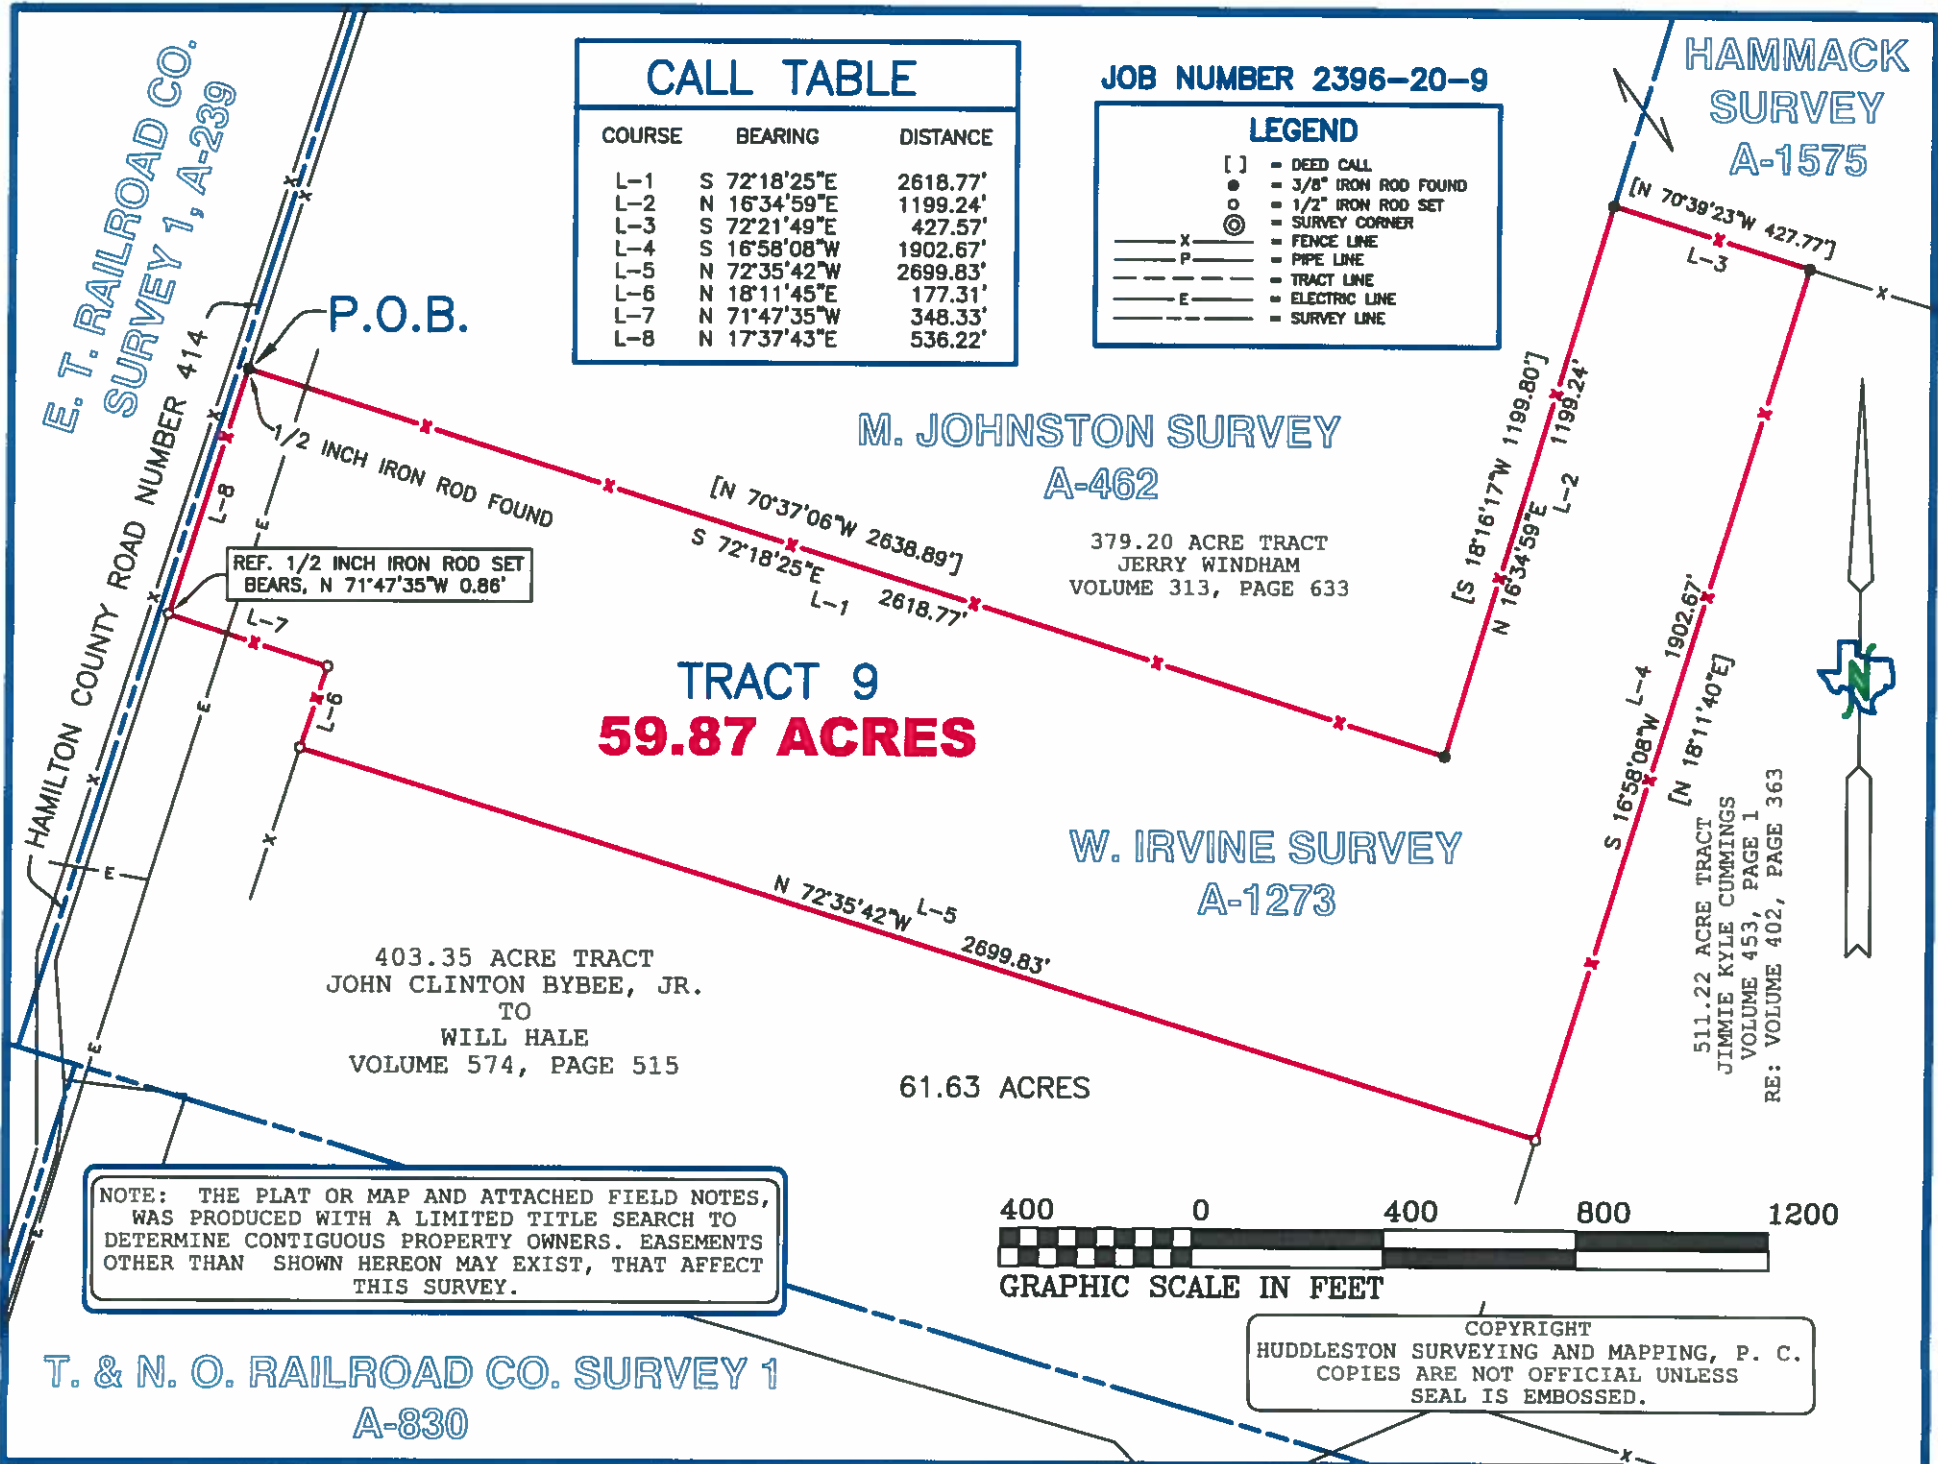 E. T. RAILROAD CO.
SURVEY 1, A-239
CALL TABLE
COURSE BEARING DISTANCE
L-1 S 72°18'25"E 2618.77'
L-2 N 16°34'59"E 1199.24'
L-3 S 72°21'49"E 427.57'
L-4 S 16°58'08"W 1902.67'
L-5 N 72°35'42"W 2699.83'
L-6 N 18°11'45"E 177.31'
L-7 N 71°47'35"W 348.33'
L-8 N 17°37'43"E 536.22'
JOB NUMBER 2396-20-9
LEGEND
[ ] = DEED CALL
= 3/8" IRON ROD FOUND
= 1/2" IRON ROD SET
= SURVEY CORNER
X = FENCE LINE
P = PIPE LINE
= TRACT LINE
E = ELECTRIC LINE
= SURVEY LINE
HAMMACK
SURVEY
A-1575
[N 70°39'23"W 427.77']
L-3
X
P.O.B.
HAMILTON COUNTY ROAD NUMBER 414
1/2 INCH IRON ROD FOUND
L-8
REF. 1/2 INCH IRON ROD SET
BEARS, N 71°47'35"W 0.86'
L-7
L-6
[N 70°37'06"W 2638.89']
S 72°18'25"E
L-1 2618.77'
M. JOHNSTON SURVEY
A-462
379.20 ACRE TRACT
JERRY WINDHAM
VOLUME 313, PAGE 633
[S 18°16'17"W 1199.80']
N 16°34'59"E 1199.24'
L-2
TRACT 9
59.87 ACRES
S 16°58'08"W L-4 1902.67'
[N 18°11'40"E]
N
W. IRVINE SURVEY
A-1273
511.22 ACRE TRACT
JIMMIE KYLE CUMMINGS
VOLUME 453, PAGE 1
RE: VOLUME 402, PAGE 363
N 72°35'42"W L-5 2699.83'
403.35 ACRE TRACT
JOHN CLINTON BYBEE, JR.
TO
WILL HALE
VOLUME 574, PAGE 515
61.63 ACRES
NOTE: THE PLAT OR MAP AND ATTACHED FIELD NOTES,
WAS PRODUCED WITH A LIMITED TITLE SEARCH TO
DETERMINE CONTIGUOUS PROPERTY OWNERS. EASEMENTS
OTHER THAN SHOWN HEREON MAY EXIST, THAT AFFECT
THIS SURVEY.
400 0 400 800 1200
GRAPHIC SCALE IN FEET
COPYRIGHT
HUDDLESTON SURVEYING AND MAPPING, P. C.
COPIES ARE NOT OFFICIAL UNLESS
SEAL IS EMBOSSED.
T. & N. O. RAILROAD CO. SURVEY 1
A-830